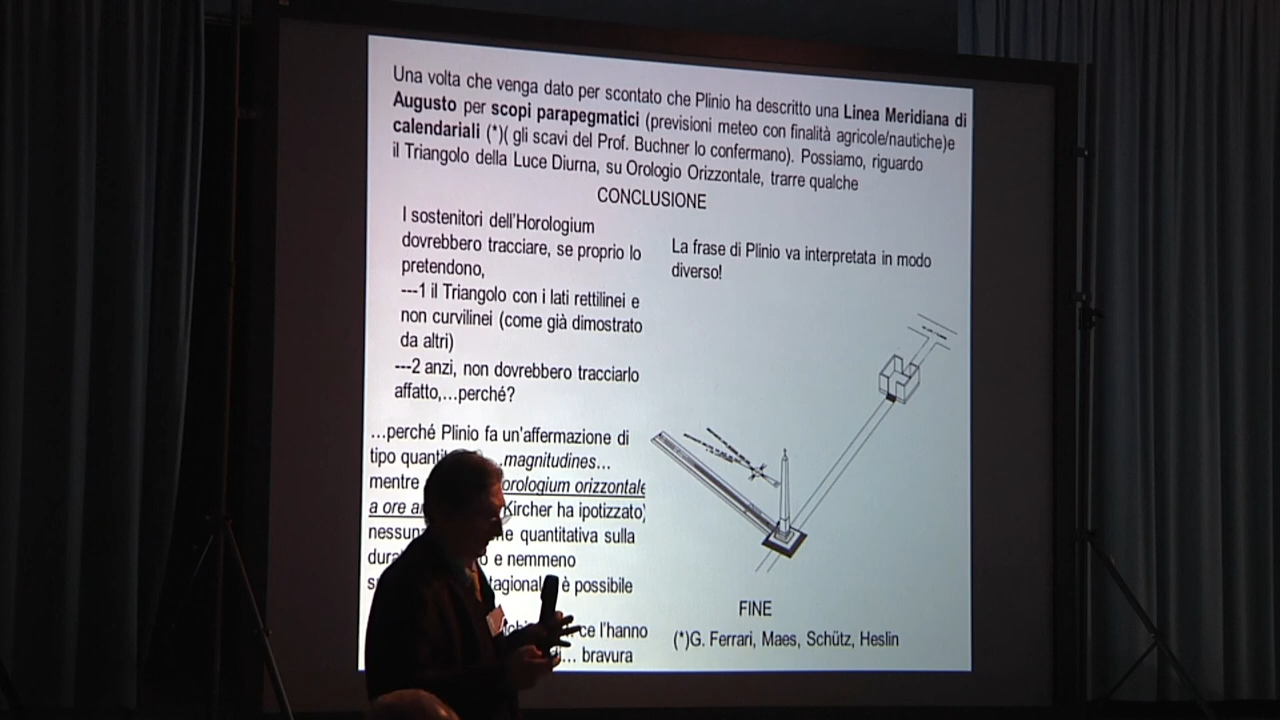 Una volta che venga dato per scontato che Plinio ha descritto una Linea Meridiana di
Augusto per scopi parapegmatici (previsioni meteo con finalità agricole/nautiche)e
calendariali (*)( gli scavi del Prof. Buchner lo confermano). Possiamo, riguardo
il Triangolo della Luce Diurna, su Orologio Orizzontale, trarre qualche
CONCLUSIONE
I sostenitori dell'Horologium
dovrebbero tracciare, se proprio lo
pretendono,
---1 il Triangolo con i lati rettilinei e
non curvilinei (come già dimostrato
da altri)
---2 anzi, non dovrebbero tracciarlo
affatto,...perché?
...perché Plinio fa un'affermazione di
tipo ..magnitudines...
mentre orologium orizzontale
a ore Kircher ha ipotizzato)
quantitativa sulla
e nemmeno
è possibile
ce l'hanno
... bravura
La frase di Plinio va interpretata in modo
diverso!
FINE
(*)G. Ferrari, Maes, Schütz, Heslin